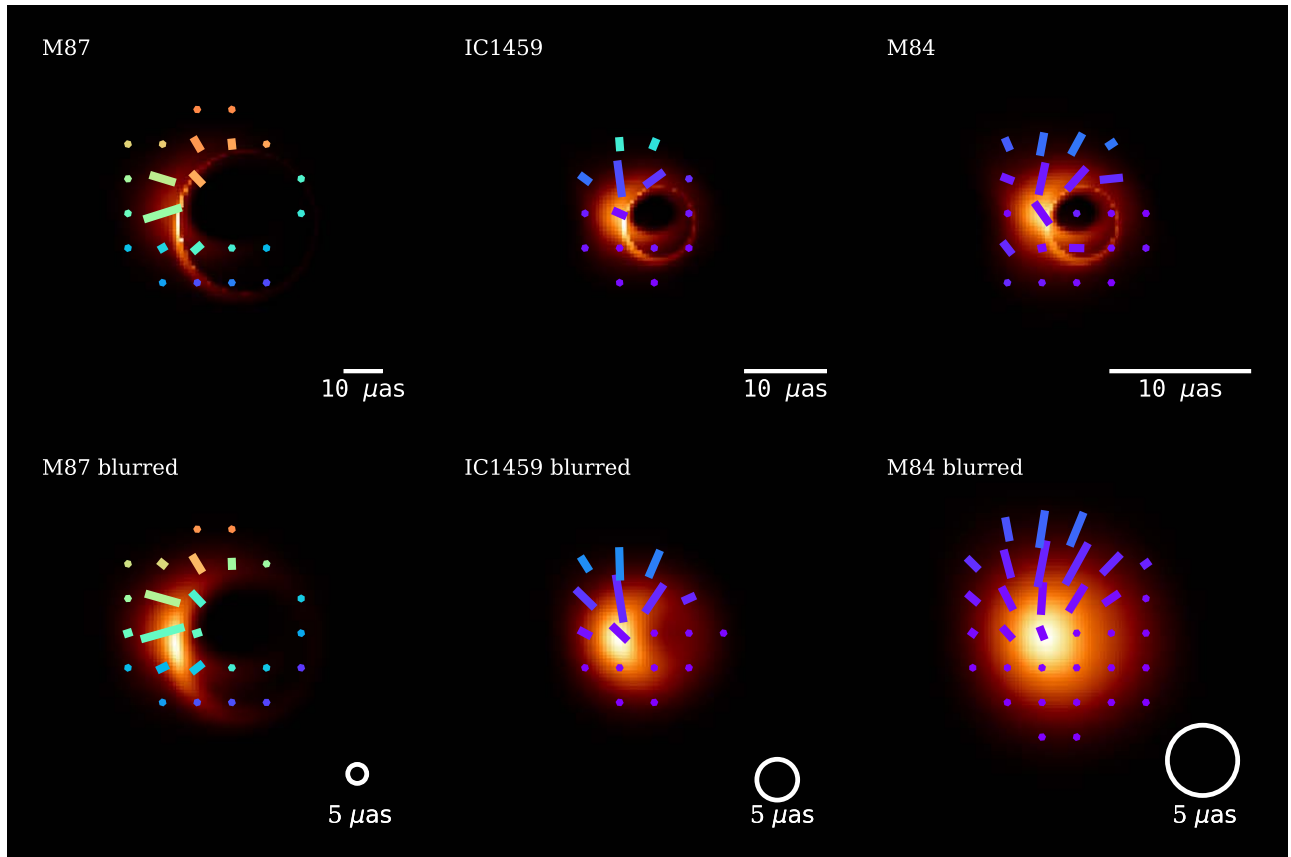 M87
IC1459
M84
10 μas
10 μas
10 μas
M87 blurred
IC1459 blurred
M84 blurred
5 μas
5 μas
5 μas